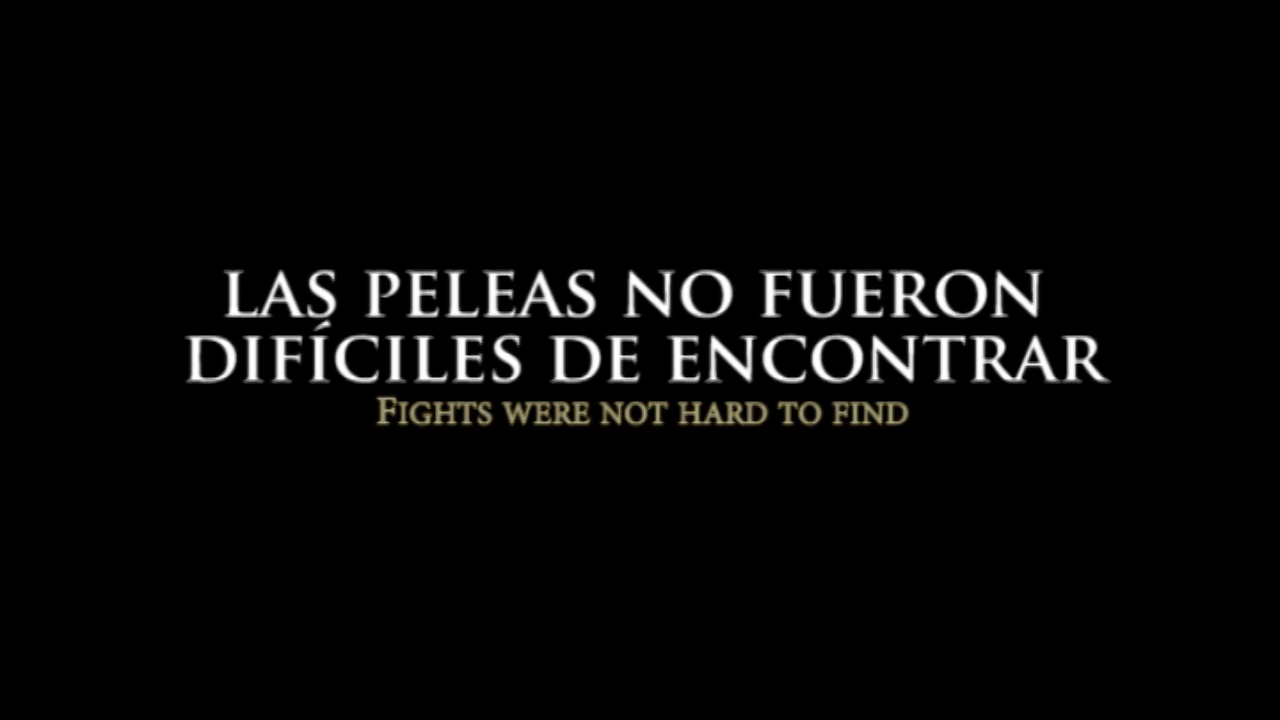 LAS PELEAS NO FUERON
DIFÍCILES DE ENCONTRAR
FIGHTS WERE NOT HARD TO FIND